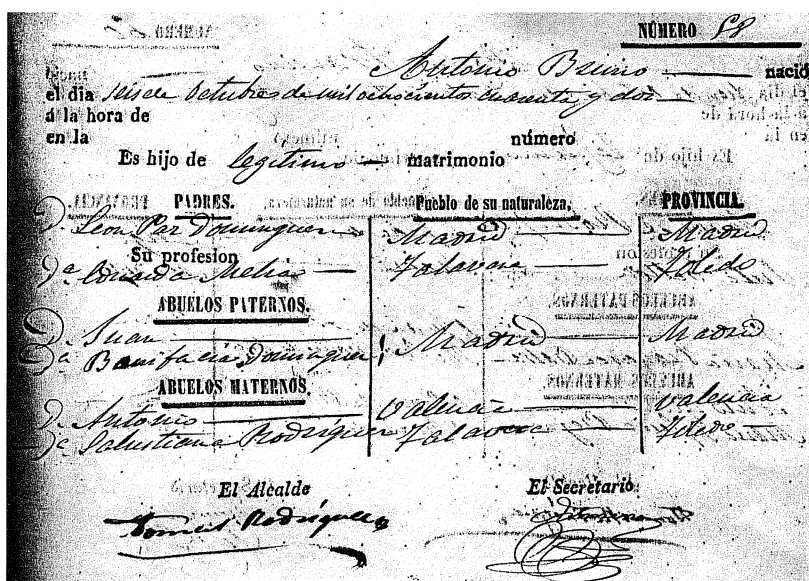 NÚMERO 58
Antonio Bruno nació
el dia seis de Octubre de mil ochocientos cuarenta y dos
á la hora de
en la número
Es hijo de legitimo matrimonio
PADRES. Pueblo de su naturaleza. PROVINCIA.
D. Leon Paz Dominguez Madrid Madrid
Su profesion
Dª Melia Talavera Toledo
ABUELOS PATERNOS.
D. Juan
Dª Bonifacia Dominguez Madrid Madrid
ABUELOS MATERNOS.
D. Antonio Valencia Valencia
Dª Salustiana Rodriguez Talavera Toledo
El Alcalde El Secretario
Tomas Rodriguez